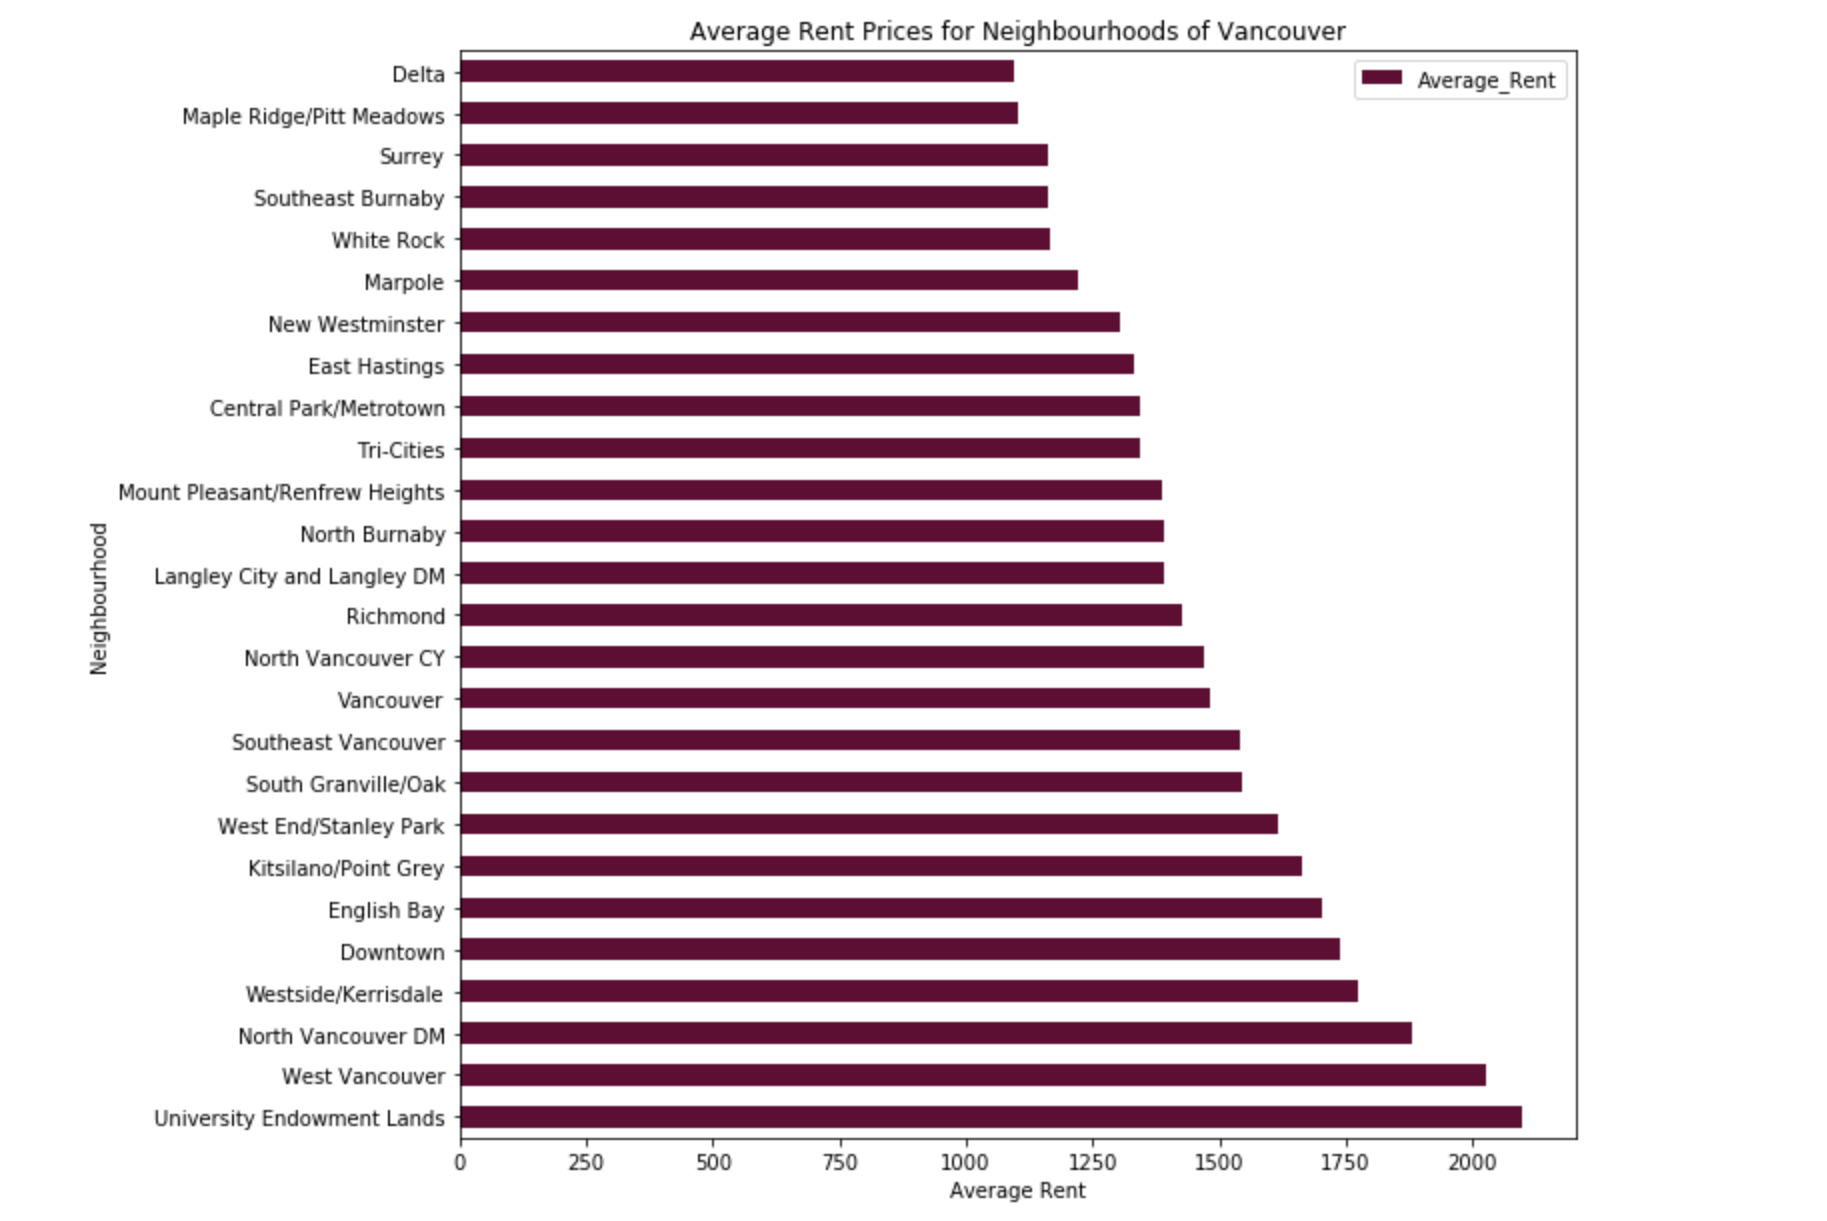 Average Rent Prices for Neighbourhoods of Vancouver
Average_Rent
Delta
Maple Ridge/Pitt Meadows
Surrey
Southeast Burnaby
White Rock
Marpole
New Westminster
East Hastings
Central Park/Metrotown
Tri-Cities
Mount Pleasant/Renfrew Heights
North Burnaby
Langley City and Langley DM
Richmond
North Vancouver CY
Vancouver
Southeast Vancouver
South Granville/Oak
West End/Stanley Park
Kitsilano/Point Grey
English Bay
Downtown
Westside/Kerrisdale
North Vancouver DM
West Vancouver
University Endowment Lands
Neighbourhood
0 250 500 750 1000 1250 1500 1750 2000
Average Rent